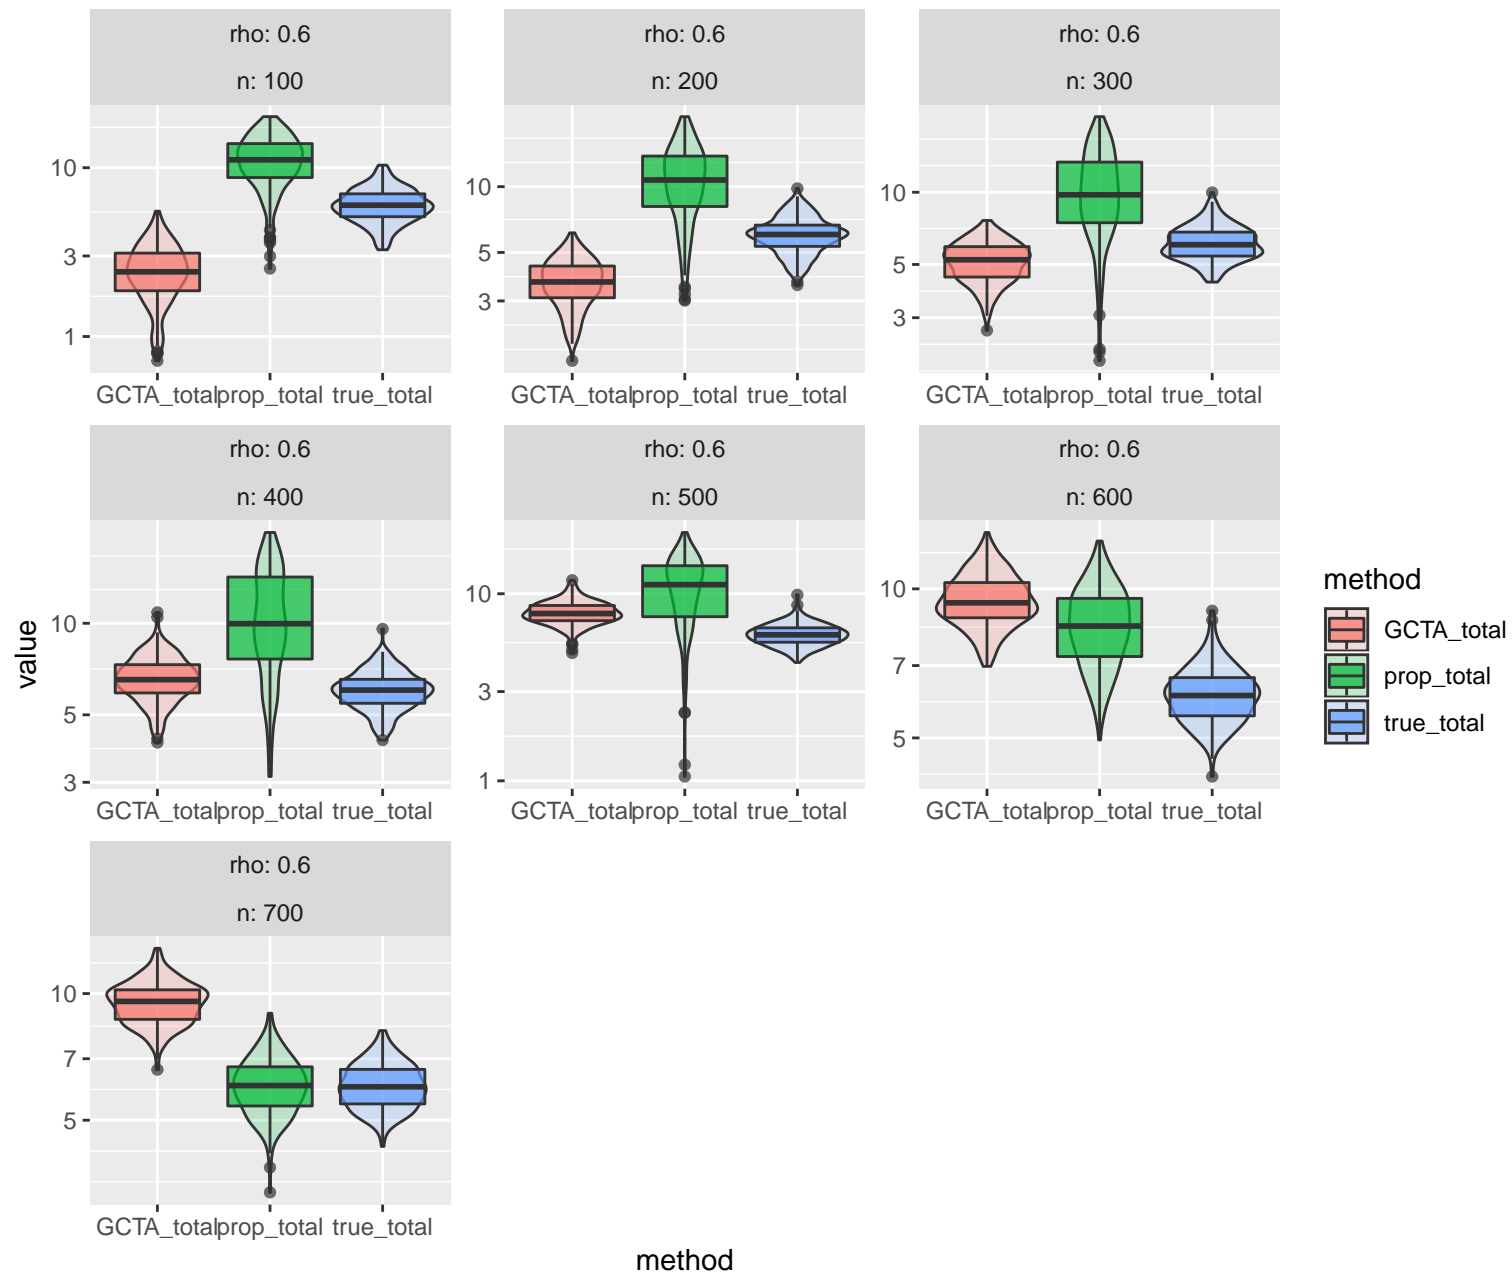 rho: 0.6
n: 100
rho: 0.6
n: 200
rho: 0.6
n: 300
10
3
1
10
5
3
10
5
3
GCTA_total prop_total true_total
GCTA_total prop_total true_total
GCTA_total prop_total true_total
rho: 0.6
n: 400
rho: 0.6
n: 500
rho: 0.6
n: 600
value
10
5
3
10
3
1
10
7
5
GCTA_total prop_total true_total
GCTA_total prop_total true_total
GCTA_total prop_total true_total
method
GCTA_total
prop_total
true_total
rho: 0.6
n: 700
10
7
5
GCTA_total prop_total true_total
method